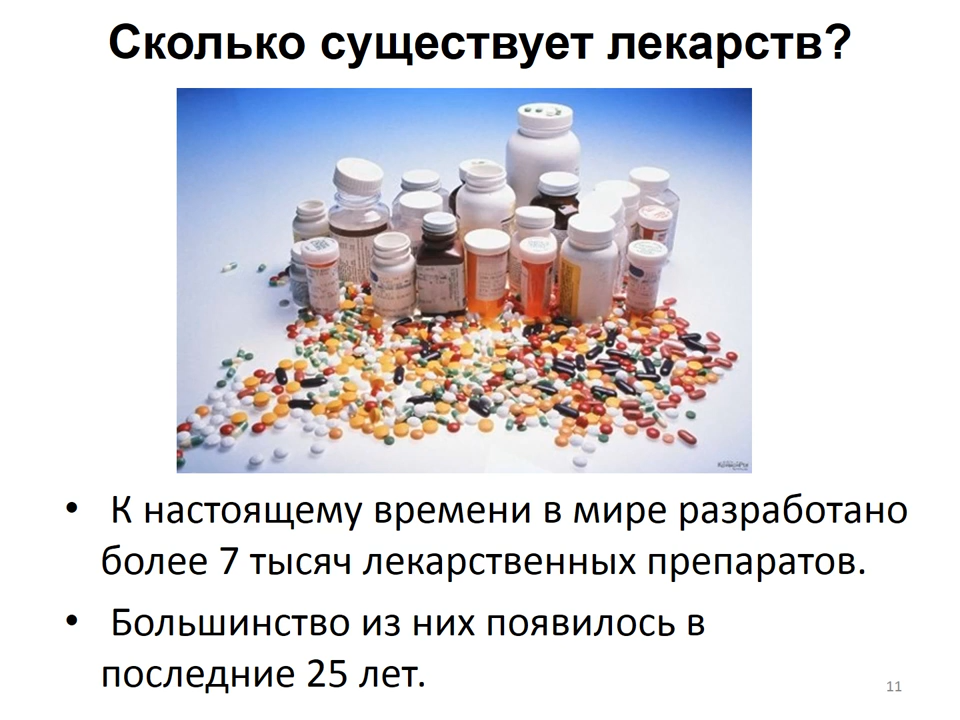 Сколько существует лекарств?
• К настоящему времени в мире разработано
более 7 тысяч лекарственных препаратов.
• Большинство из них появилось в
последние 25 лет.
11